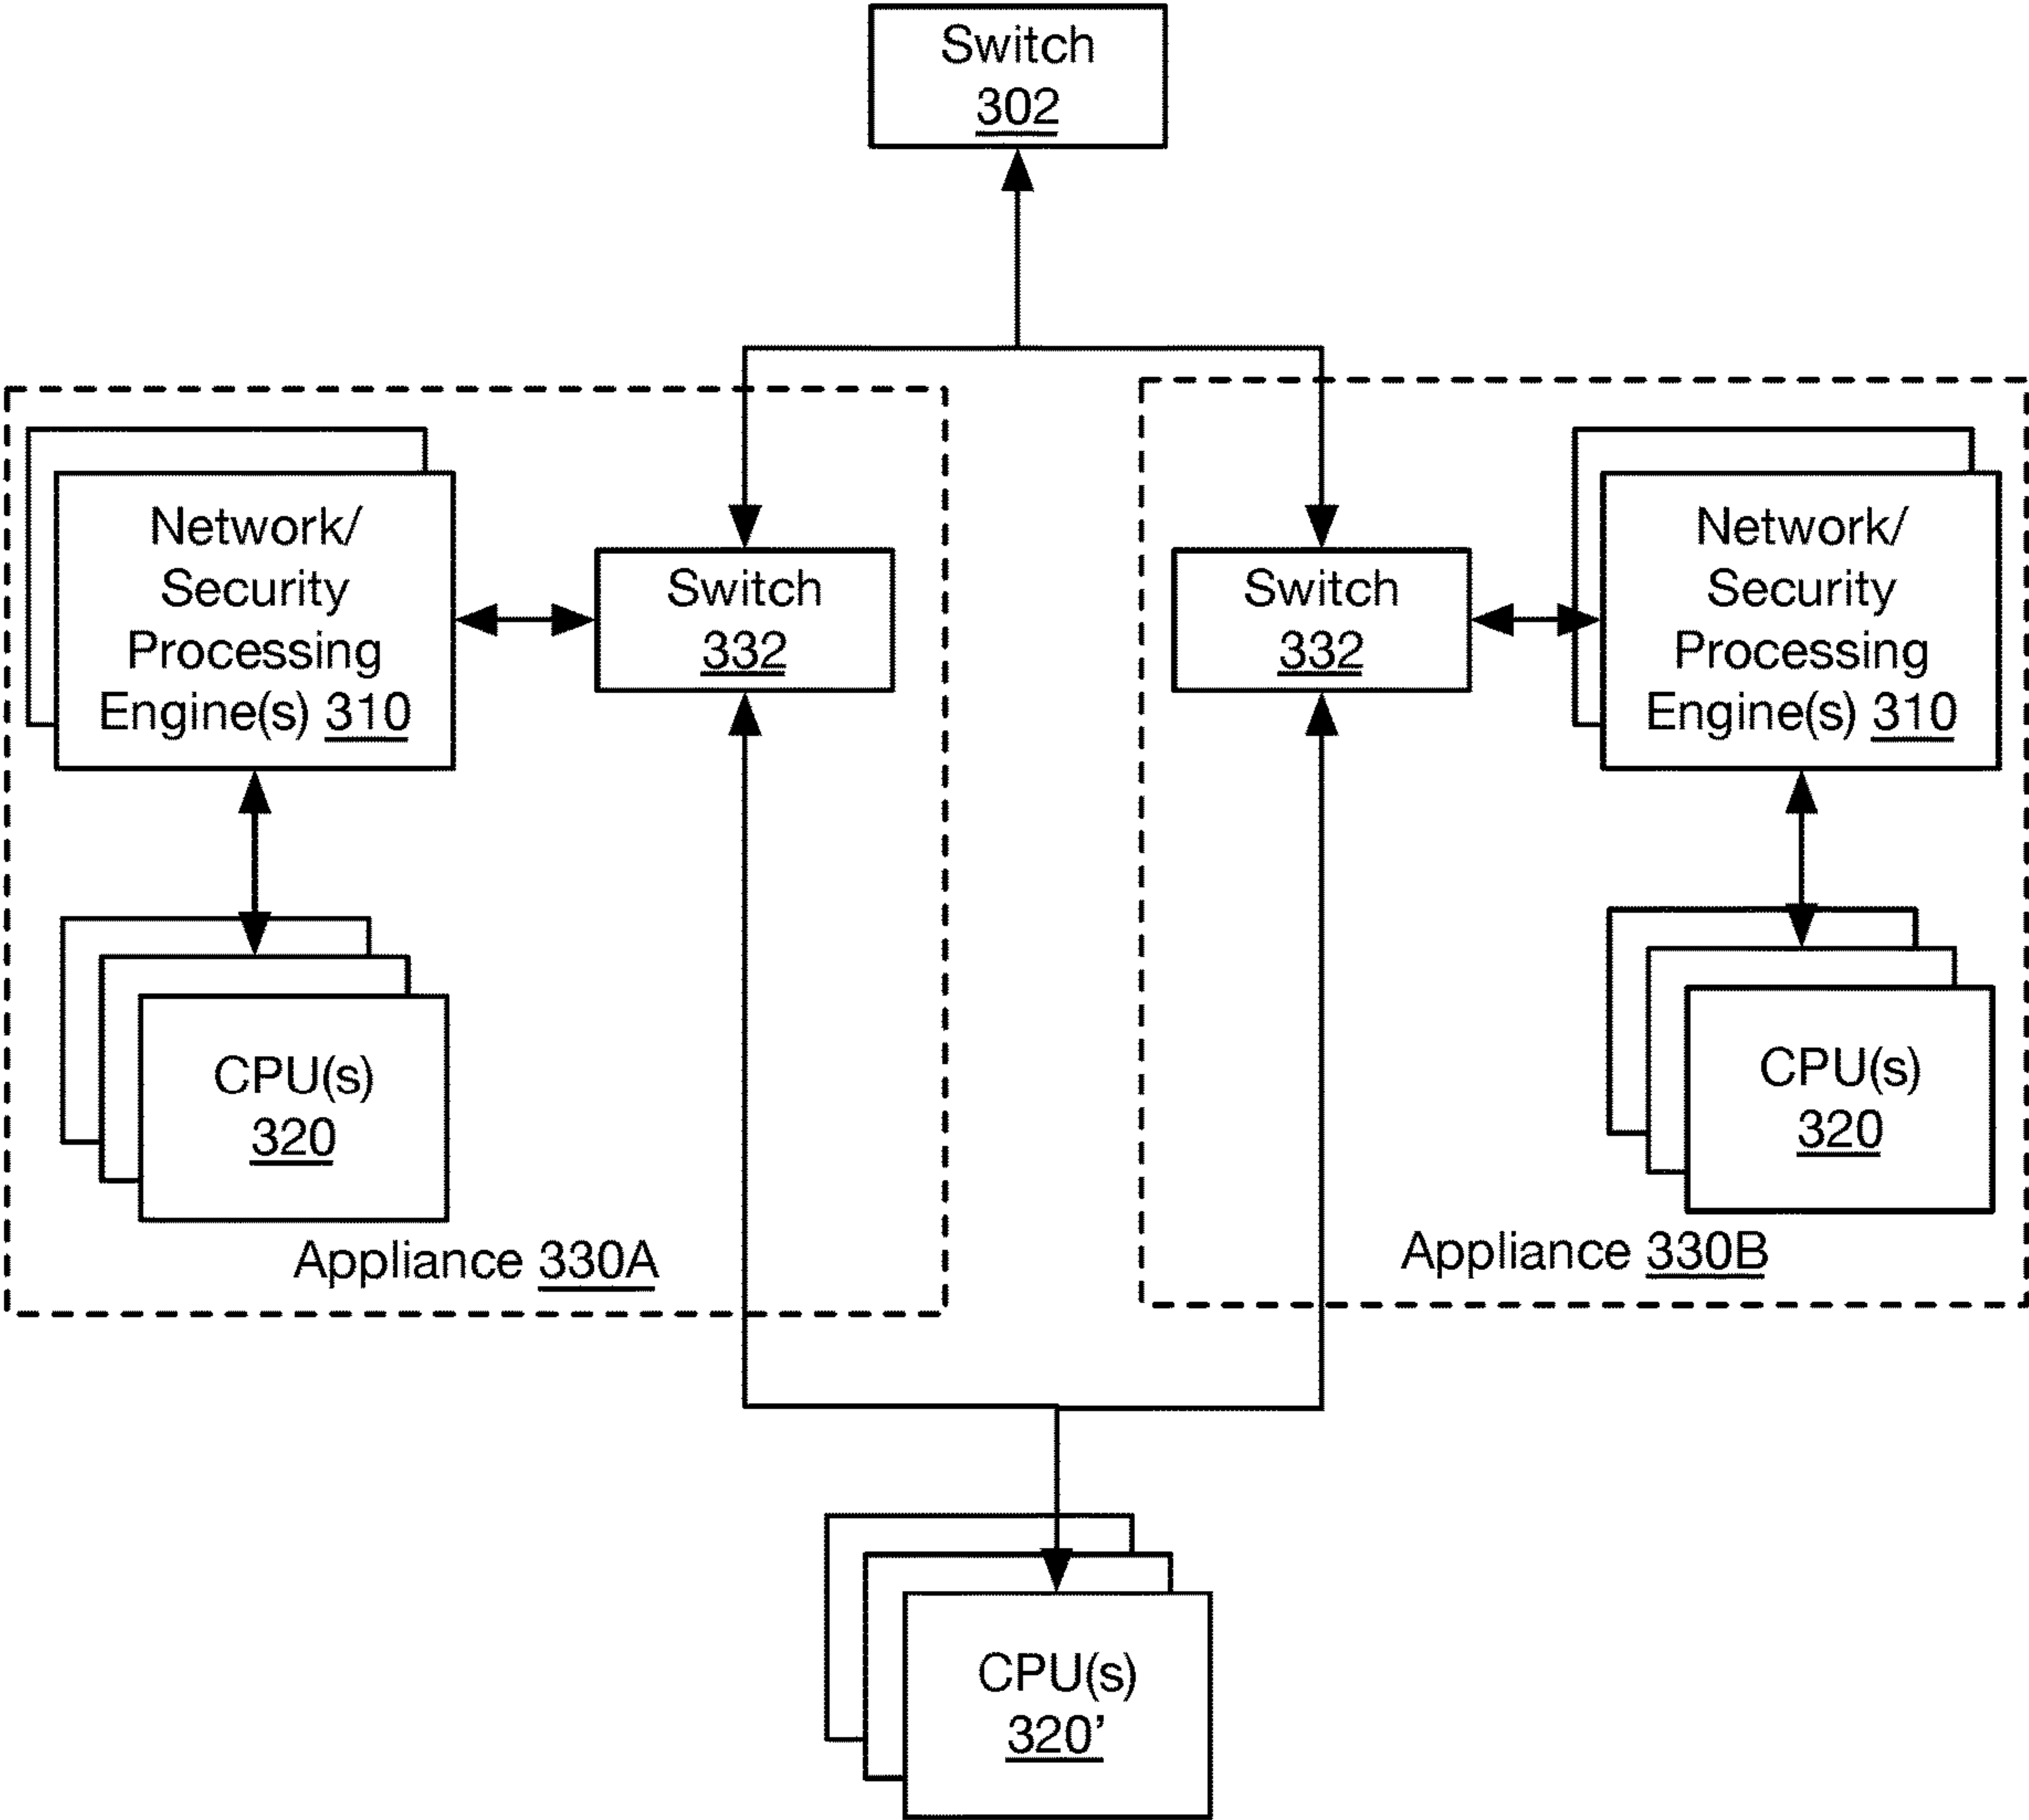 Switch
302
Network/
Security
Processing
Engine(s) 310
Switch
332
CPU(s)
320
Appliance 330A
Switch
332
Network/
Security
Processing
Engine(s) 310
CPU(s)
320
Appliance 330B
CPU(s)
320’